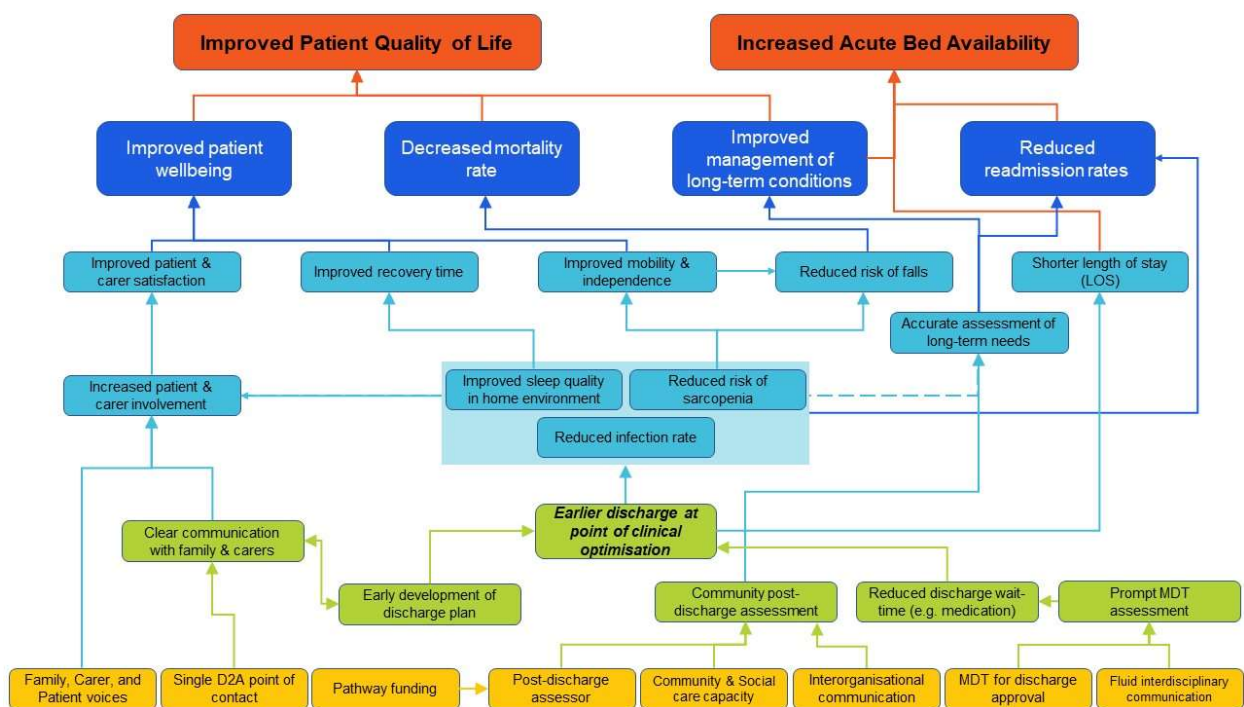 Improved Patient Quality of Life
Increased Acute Bed Availability
Improved patient
wellbeing
Decreased mortality
rate
Improved
management of
long-term conditions
Reduced
readmission rates
Improved patient &
carer satisfaction
Improved recovery time
Improved mobility &
independence
Reduced risk of falls
Shorter length of stay
(LOS)
Accurate assessment of
long-term needs
Increased patient &
carer involvement
Improved sleep quality
in home environment
Reduced risk of
sarcopenia
Reduced infection rate
Clear communication
with family & carers
Earlier discharge at
point of clinical
optimisation
Early development of
discharge plan
Community post-
discharge assessment
Reduced discharge wait-
time (e.g. medication)
Prompt MDT
assessment
Family, Carer, and
Patient voices
Single D2A point of
contact
Pathway funding
Post-discharge
assessor
Community & Social
care capacity
Interorganisational
communication
MDT for discharge
approval
Fluid interdisciplinary
communication